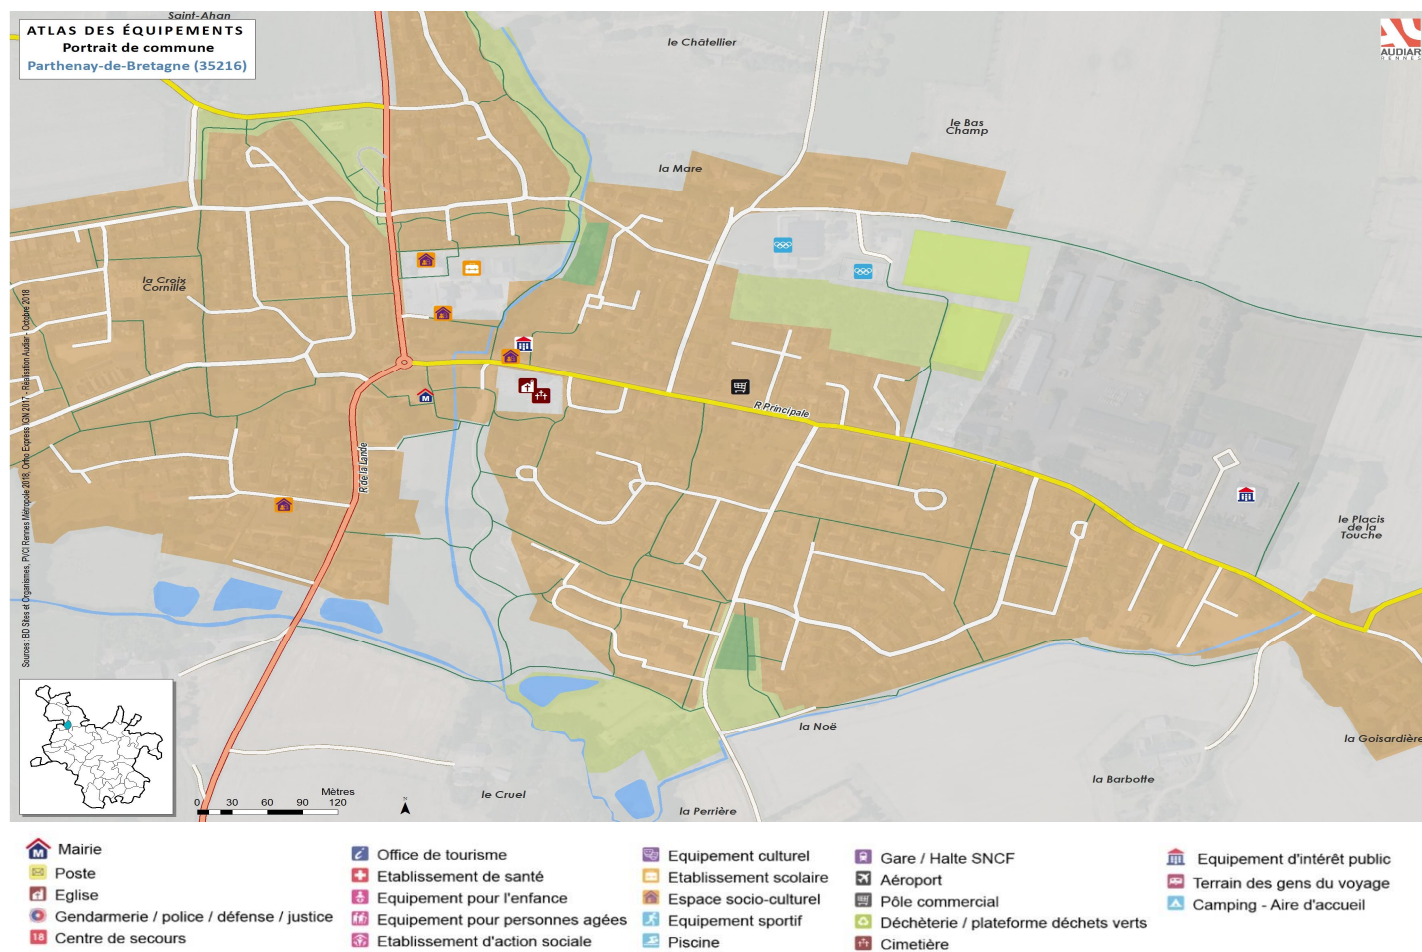 Saint-Ahan
ATLAS DES ÉQUIPEMENTS
Portrait de commune
Parthenay-de-Bretagne (35216)
le Châtellier
AUDIAR
RENNES
le Bas
Champ
la Mare
la Croix
Cornillé
R Principale
R de la Lande
le Placis
de la
Touche
Sources : BD Sites et Organismes, PVCI Rennes Métropole 2018, Ortho Express IGN 2017 - Réalisation Audiar - Octobre 2018
la Noë
la Goisardière
la Barbotte
le Cruel
la Perrière
Mètres
0 30 60 90 120
N
Mairie
Poste
Eglise
Gendarmerie / police / défense / justice
18 Centre de secours
Office de tourisme
Etablissement de santé
Equipement pour l'enfance
Equipement pour personnes agées
Etablissement d'action sociale
Equipement culturel
Etablissement scolaire
Espace socio-culturel
Equipement sportif
Piscine
Gare / Halte SNCF
Aéroport
Pôle commercial
Déchèterie / plateforme déchets verts
Cimetière
Equipement d'intérêt public
Terrain des gens du voyage
Camping - Aire d'accueil